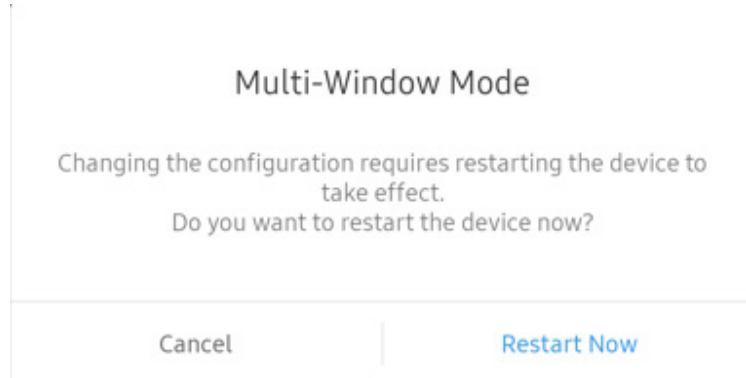 Multi-Window Mode
Changing the configuration requires restarting the device to
take effect.
Do you want to restart the device now?
Cancel
Restart Now